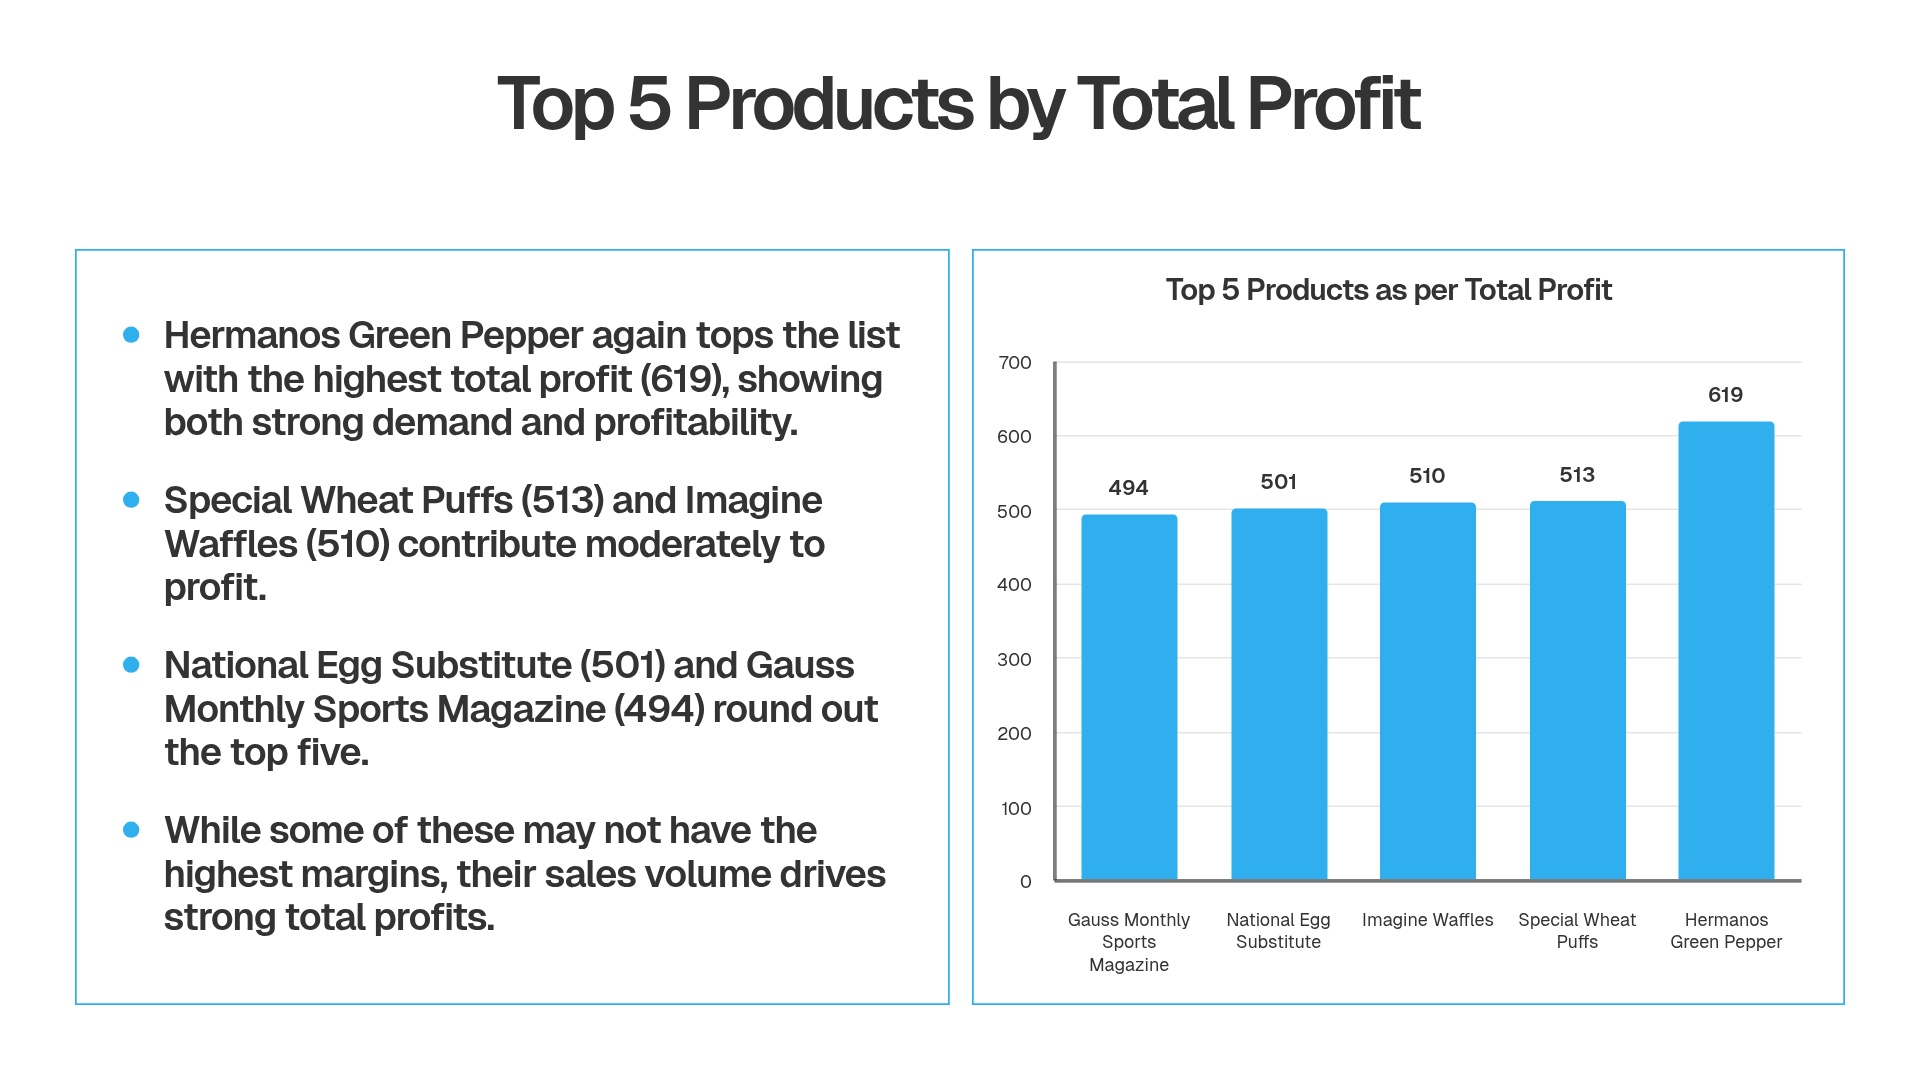 Top 5 Products by Total Profit
Hermanos Green Pepper again tops the list
with the highest total profit (619), showing
both strong demand and profitability.
Special Wheat Puffs (513) and Imagine
Waffles (510) contribute moderately to
profit.
National Egg Substitute (501) and Gauss
Monthly Sports Magazine (494) round out
the top five.
While some of these may not have the
highest margins, their sales volume drives
strong total profits.
Top 5 Products as per Total Profit
700
600
500
400
300
200
100
0
494
501
510
513
619
Gauss Monthly
Sports
Magazine
National Egg
Substitute
Imagine Waffles
Special Wheat
Puffs
Hermanos
Green Pepper